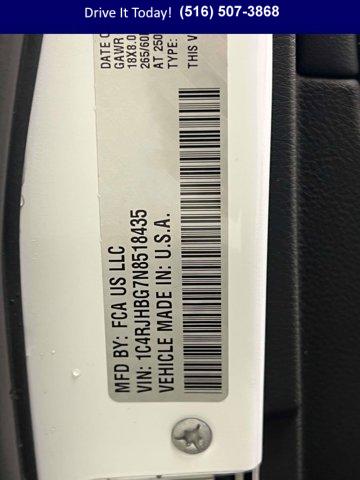 Drive It Today! (516) 507-3868
DATE O
GAWR
18X8.0
265/60
AT 250
TYPE:
THIS V
MFD BY: FCA US LLC
VIN: 1C4RJHBG7N8518435
VEHICLE MADE IN: U.S.A.